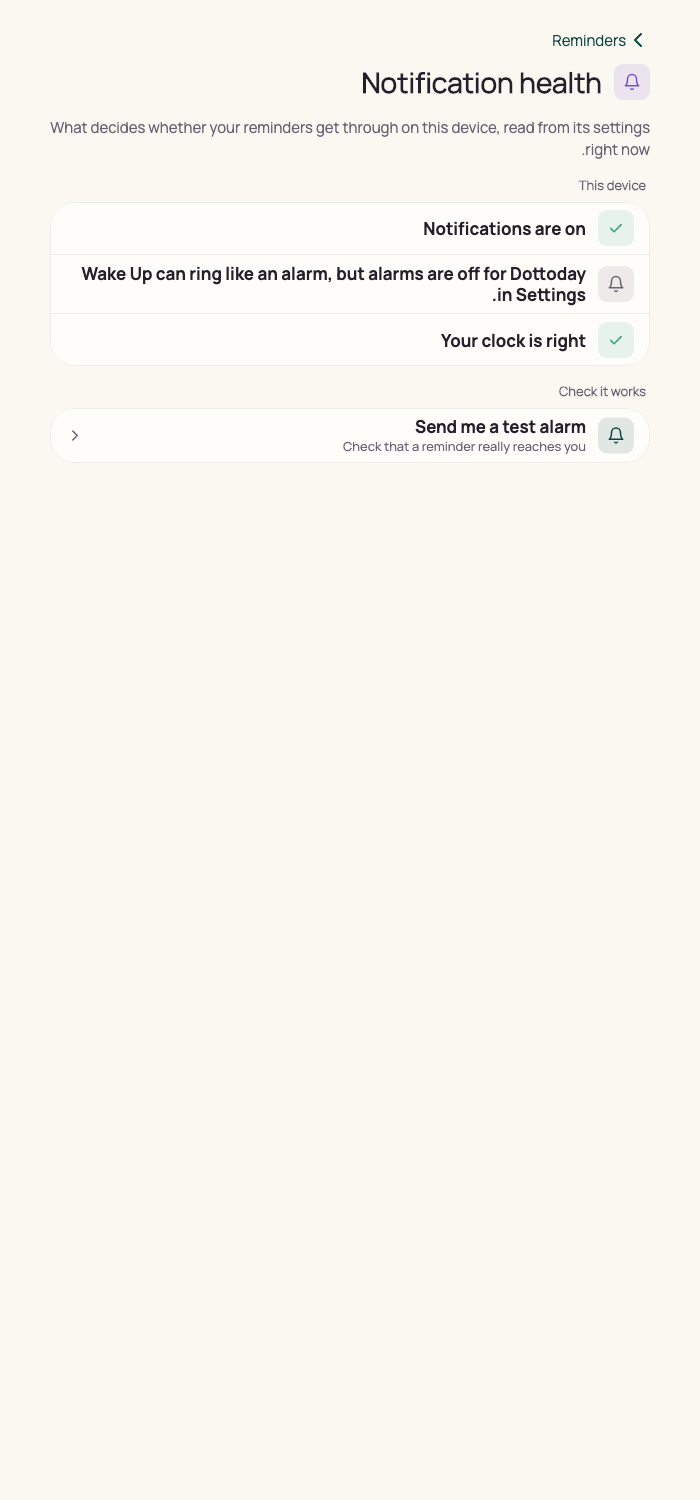 Reminders
Notification health
What decides whether your reminders get through on this device, read from its settings
.right now
This device
Notifications are on
Wake Up can ring like an alarm, but alarms are off for Dottoday
.in Settings
Your clock is right
Check it works
Send me a test alarm
Check that a reminder really reaches you